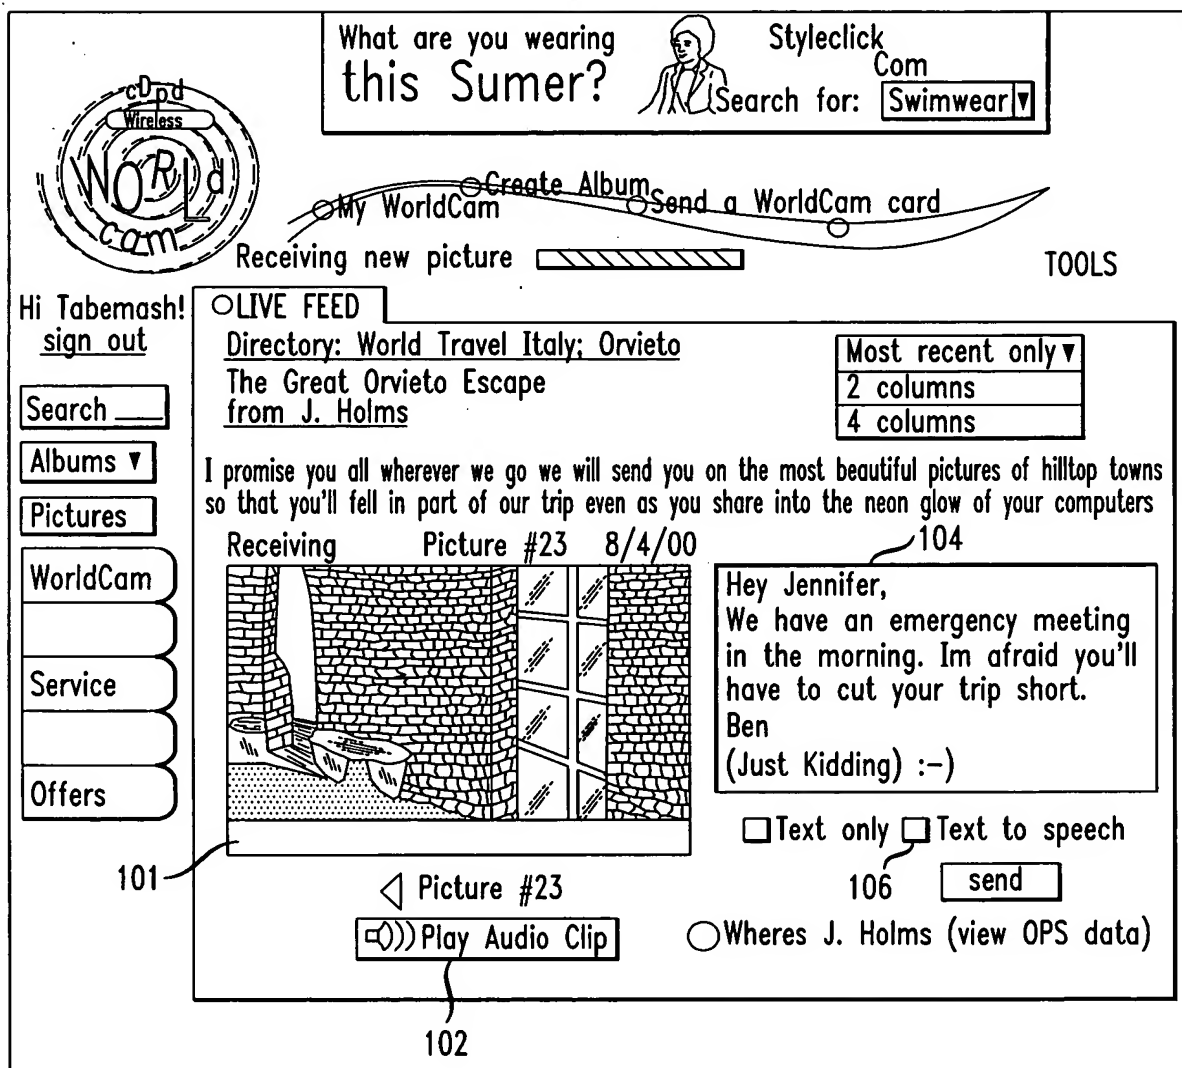 What are you wearing
this Sumer?
Styleclick
Com
Search for: Swimwear
cDpd
Wireless
WORLd
cam
Create Album
My WorldCam
Send a WorldCam card
Receiving new picture
TOOLS
Hi Tabemash!
sign out
Search
Albums
Pictures
WorldCam
Service
Offers
LIVE FEED
Directory: World Travel Italy; Orvieto
The Great Orvieto Escape
from J. Holms
Most recent only
2 columns
4 columns
I promise you all wherever we go we will send you on the most beautiful pictures of hilltop towns
so that you'll fell in part of our trip even as you share into the neon glow of your computers
Receiving Picture #23 8/4/00
104
Hey Jennifer,
We have an emergency meeting
in the morning. Im afraid you'll
have to cut your trip short.
Ben
(Just Kidding) :-)
Text only Text to speech
101
106
send
Picture #23
Play Audio Clip
Wheres J. Holms (view OPS data)
102